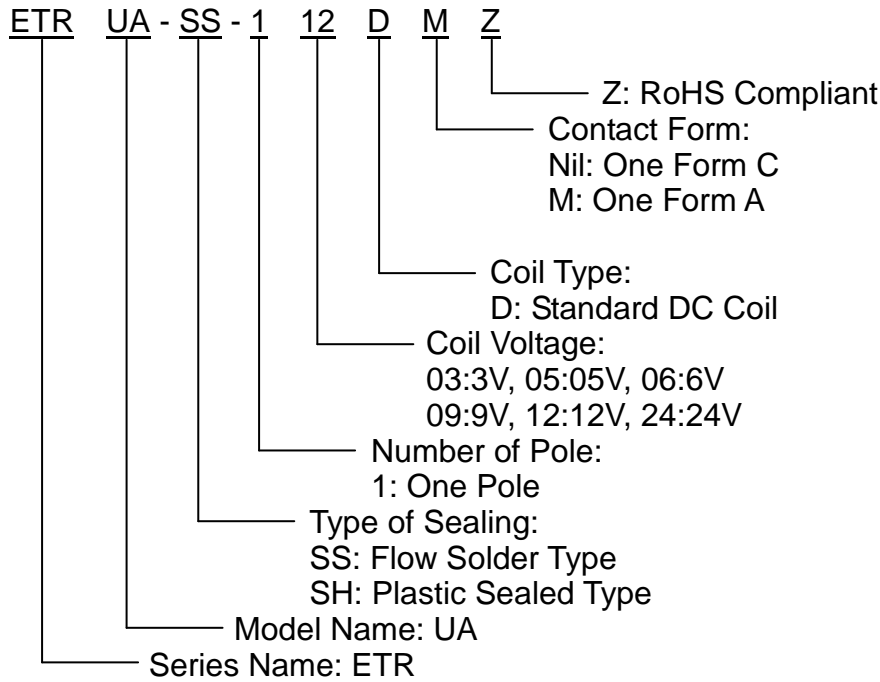 ETR UA - SS - 1 12 D M Z
Z: RoHS Compliant
Contact Form:
Nil: One Form C
M: One Form A
Coil Type:
D: Standard DC Coil
Coil Voltage:
03:3V, 05:05V, 06:6V
09:9V, 12:12V, 24:24V
Number of Pole:
1: One Pole
Type of Sealing:
SS: Flow Solder Type
SH: Plastic Sealed Type
Model Name: UA
Series Name: ETR